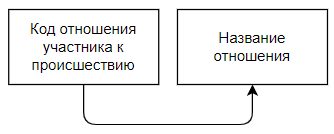 Код отношения
участника к
происшествию
Название
отношения